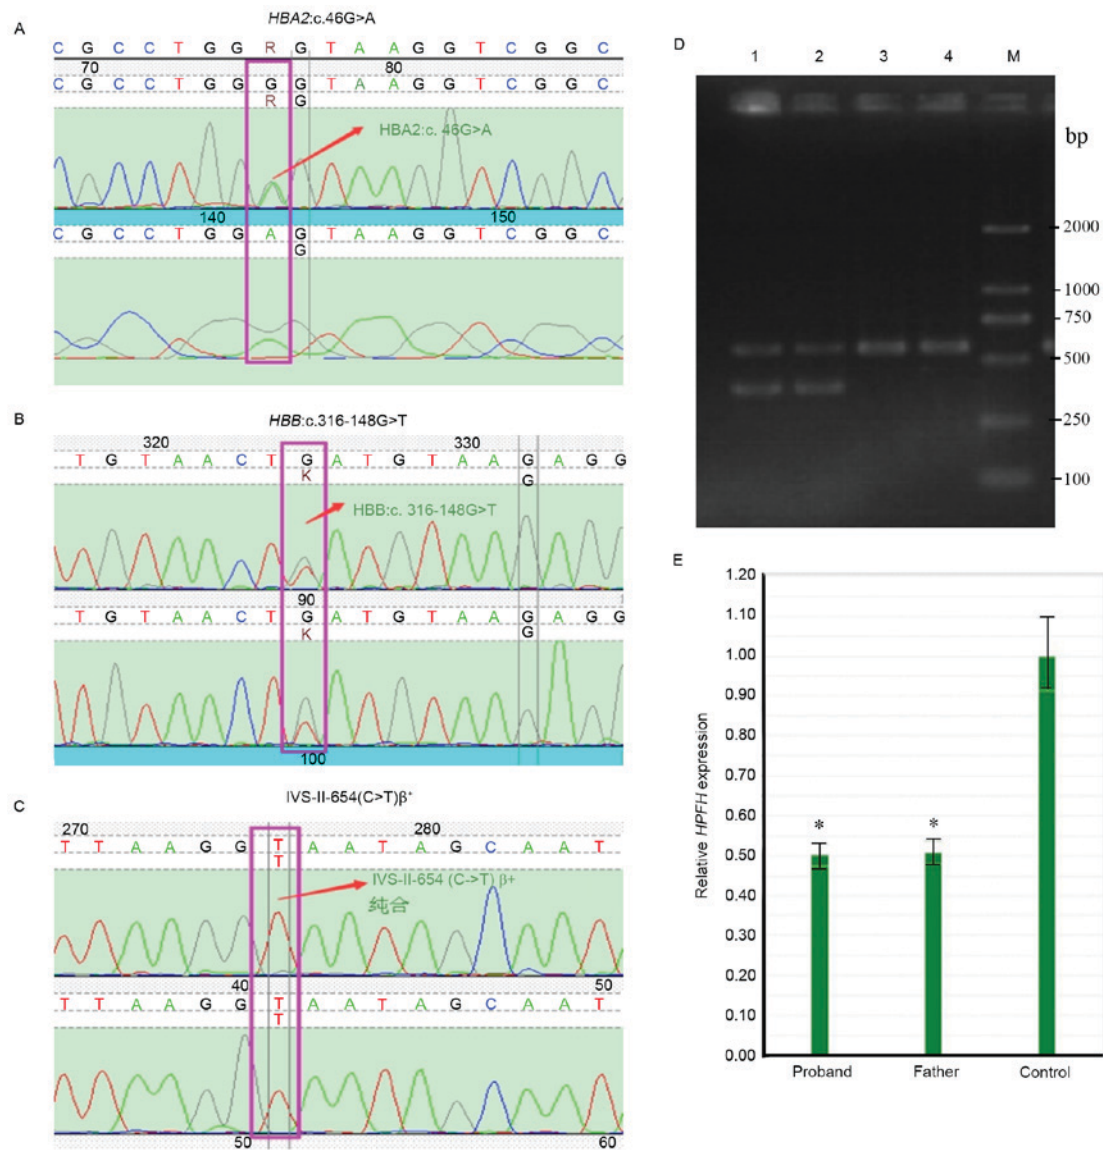 A
HBA2:c.46G>A
C G C C T G G R G T A A G G T C G G C
70 80
C G C C T G G G G T A A G G T C G G C
R G
HBA2:c. 46G>A
140 150
C G C C T G G A G T A A G G T C G G C
G
B
HBB:c.316-148G>T
320 330
T G T A A C T G A T G T A A G A G G
K G
HBB:c. 316-148G>T
90
T G T A A C T G A T G T A A G A G G
K G
100
C
IVS-II-654(C>T)β⁺
270 280
T T A A G G T A A T A G C A A T
T
IVS-II-654 (C->T) β+
纯合
40 50
T T A A G G T A A T A G C A A T
T
50 60
D
1 2 3 4 M
bp
2000
1000
750
500
250
100
E
Relative HPFH expression
1.20
1.10
1.00
0.90
0.80
0.70
0.60
0.50
0.40
0.30
0.20
0.10
0.00
* *
Proband Father Control